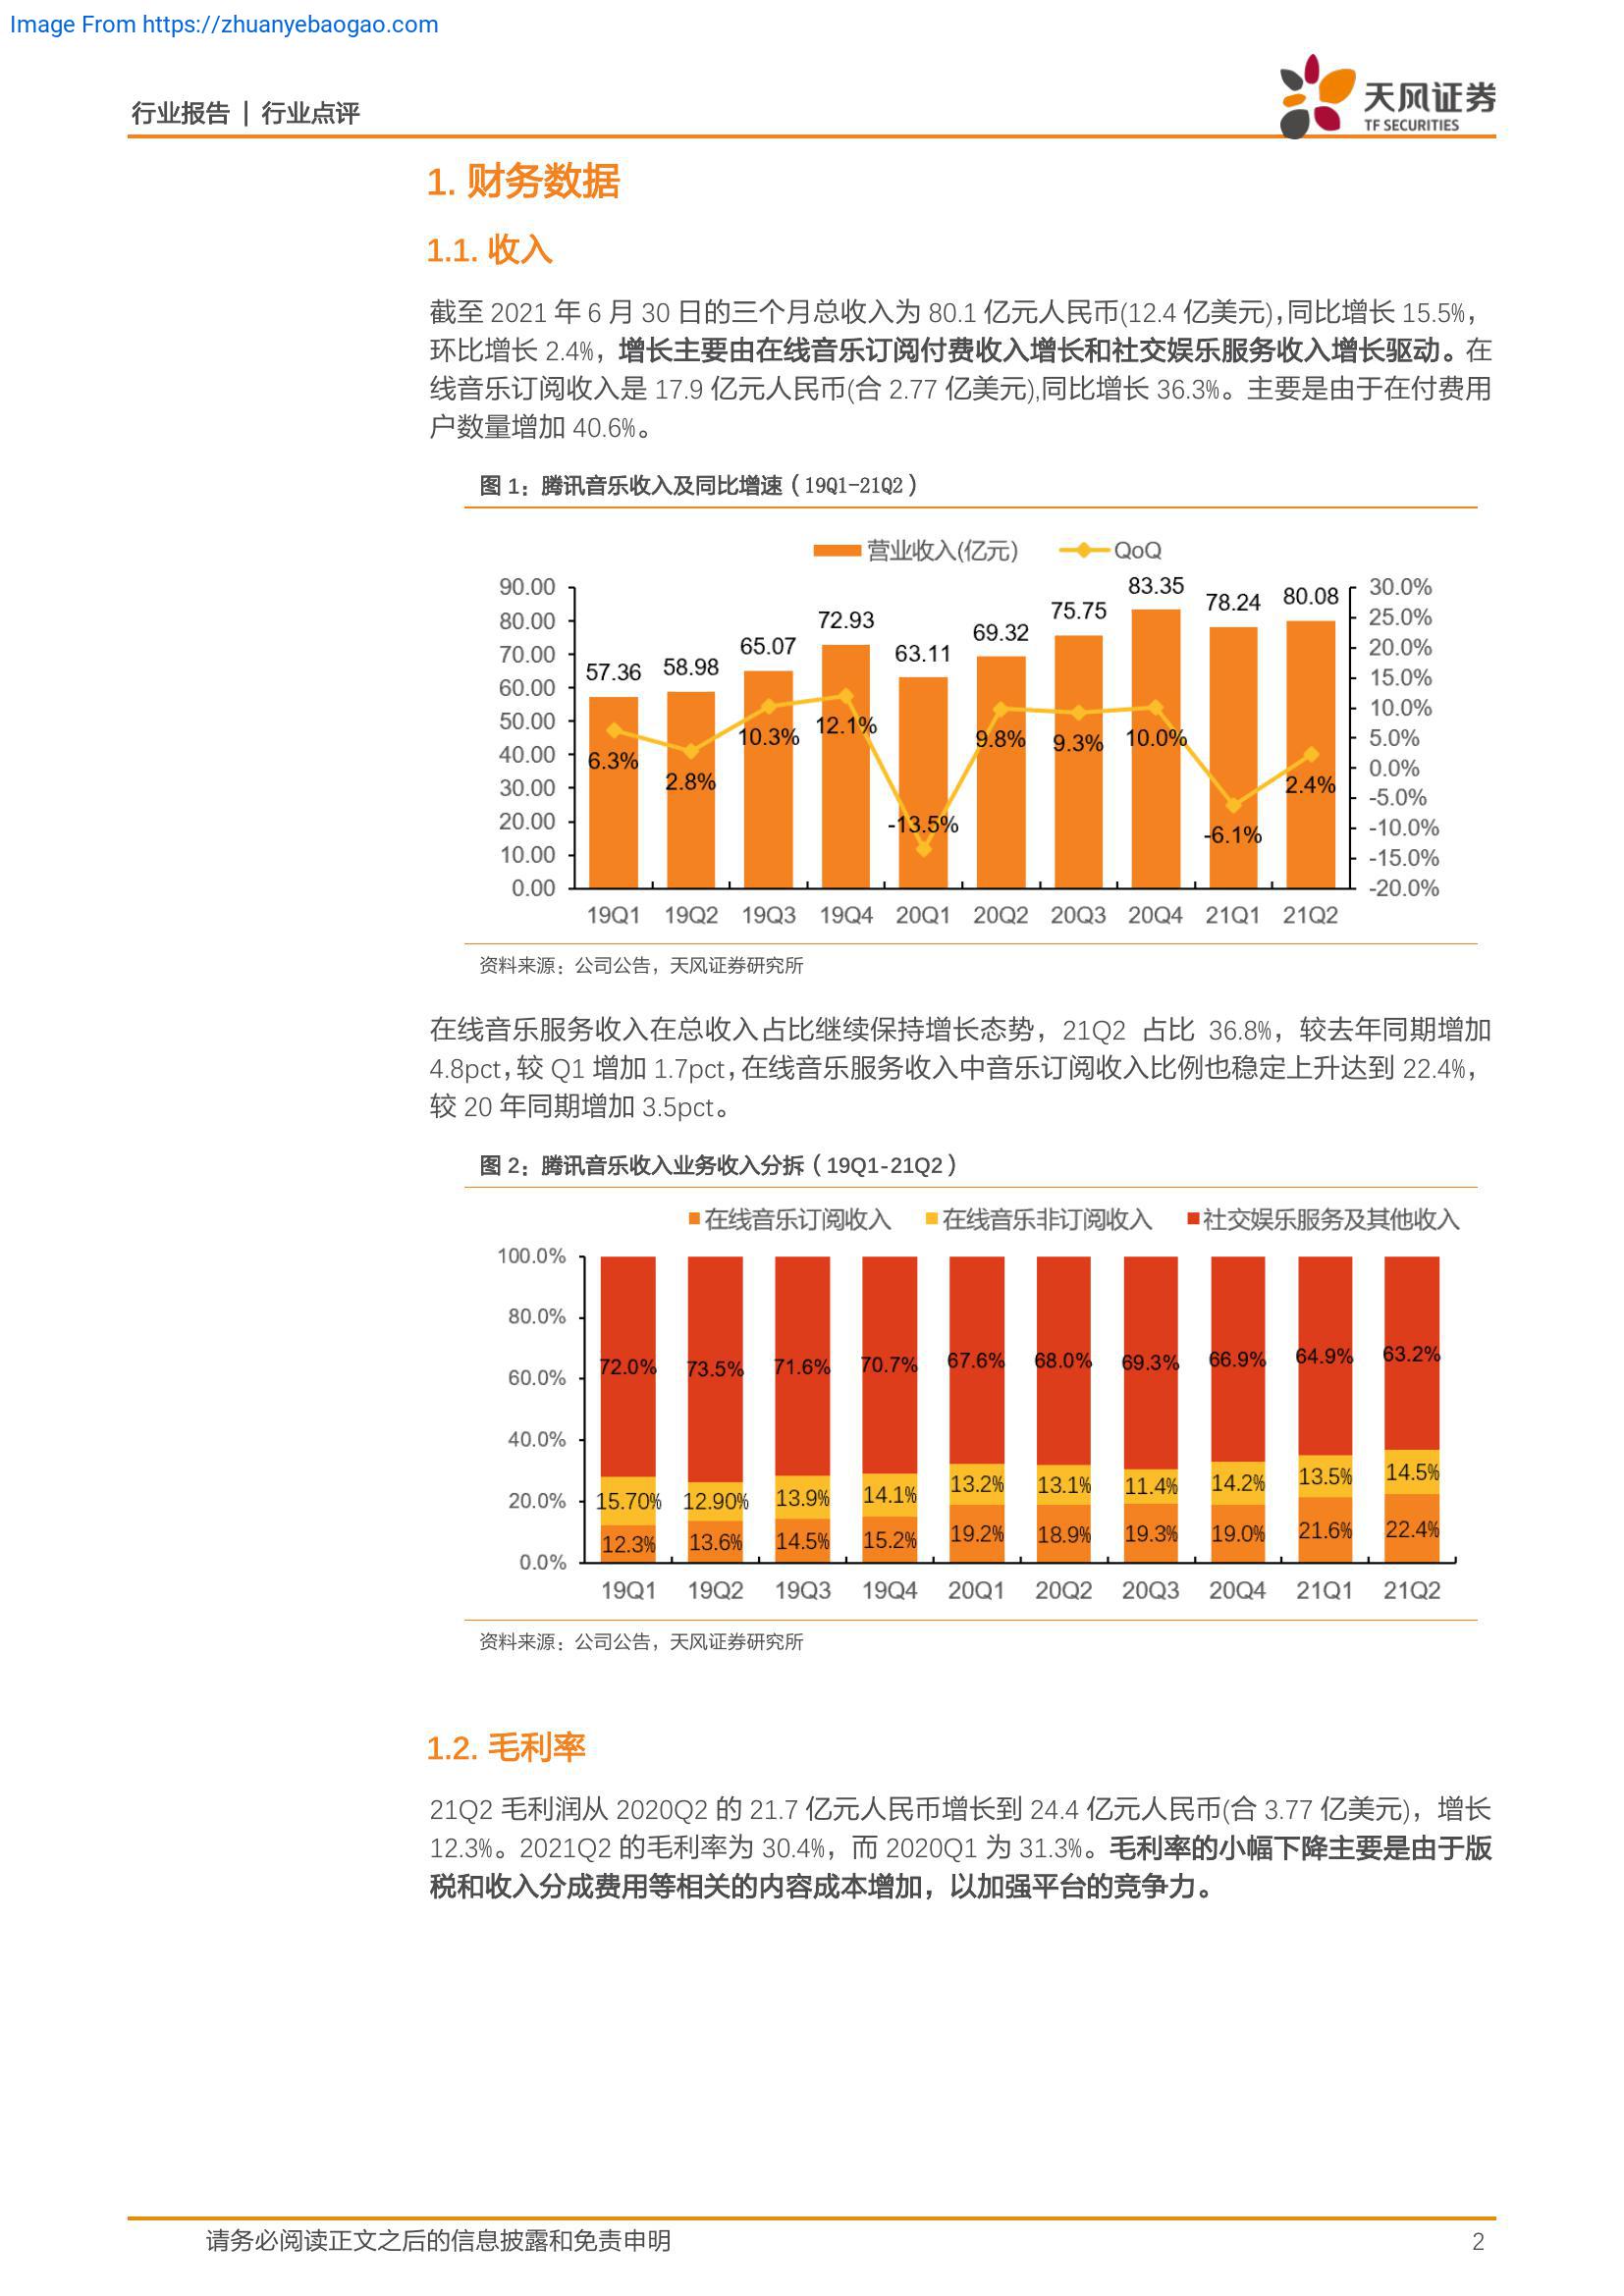 Image From https://zhuanyebaogao.com
行业报告 | 行业点评
天风证券
TF SECURITIES
1. 财务数据
1.1. 收入
截至 2021 年 6 月 30 日的三个月总收入为 80.1 亿元人民币(12.4 亿美元),同比增长 15.5%,
环比增长 2.4%，增长主要由在线音乐订阅付费收入增长和社交娱乐服务收入增长驱动。在
线音乐订阅收入是 17.9 亿元人民币(合 2.77 亿美元),同比增长 36.3%。主要是由于在付费用
户数量增加 40.6%。
图 1：腾讯音乐收入及同比增速（19Q1-21Q2）
营业收入(亿元) QoQ
90.00 80.00 70.00 60.00 50.00 40.00 30.00 20.00 10.00 0.00
57.36 58.98 65.07 72.93 63.11 69.32 75.75 83.35 78.24 80.08
6.3% 2.8% 10.3% 12.1% -13.5% 9.8% 9.3% 10.0% -6.1% 2.4%
30.0% 25.0% 20.0% 15.0% 10.0% 5.0% 0.0% -5.0% -10.0% -15.0% -20.0%
19Q1 19Q2 19Q3 19Q4 20Q1 20Q2 20Q3 20Q4 21Q1 21Q2
资料来源：公司公告，天风证券研究所
在线音乐服务收入在总收入占比继续保持增长态势，21Q2 占比 36.8%，较去年同期增加
4.8pct，较 Q1 增加 1.7pct，在线音乐服务收入中音乐订阅收入比例也稳定上升达到 22.4%，
较 20 年同期增加 3.5pct。
图 2：腾讯音乐收入业务收入分拆（19Q1-21Q2）
在线音乐订阅收入 在线音乐非订阅收入 社交娱乐服务及其他收入
100.0% 80.0% 60.0% 40.0% 20.0% 0.0%
72.0% 73.5% 71.6% 70.7% 67.6% 68.0% 69.3% 66.9% 64.9% 63.2%
15.70% 12.90% 13.9% 14.1% 13.2% 13.1% 11.4% 14.2% 13.5% 14.5%
12.3% 13.6% 14.5% 15.2% 19.2% 18.9% 19.3% 19.0% 21.6% 22.4%
19Q1 19Q2 19Q3 19Q4 20Q1 20Q2 20Q3 20Q4 21Q1 21Q2
资料来源：公司公告，天风证券研究所
1.2. 毛利率
21Q2 毛利润从 2020Q2 的 21.7 亿元人民币增长到 24.4 亿元人民币(合 3.77 亿美元)，增长
12.3%。2021Q2 的毛利率为 30.4%，而 2020Q1 为 31.3%。毛利率的小幅下降主要是由于版
税和收入分成费用等相关的内容成本增加，以加强平台的竞争力。
请务必阅读正文之后的信息披露和免责申明
2